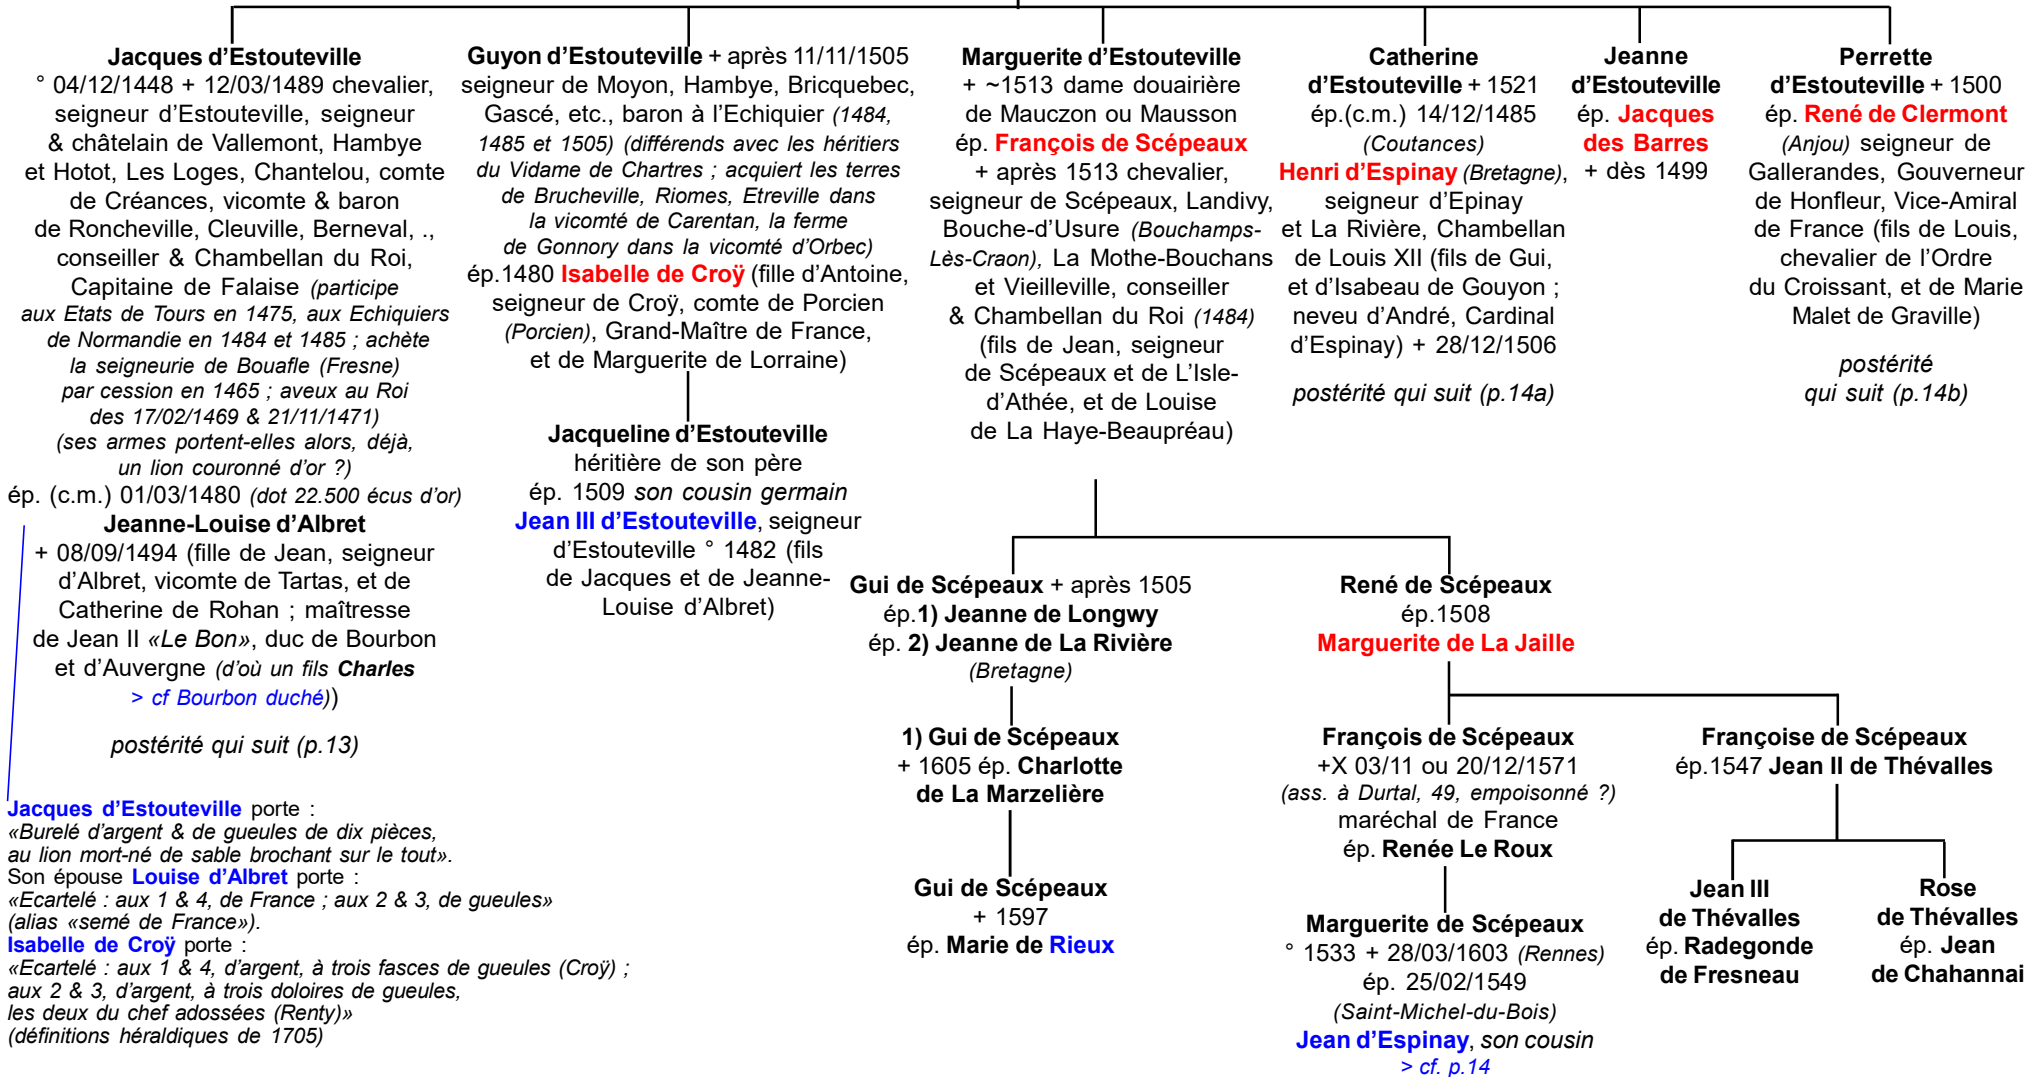 Jacques d’Estouteville
° 04/12/1448 + 12/03/1489 chevalier,
seigneur d’Estouteville, seigneur
& châtelain de Vallemont, Hambye
et Hotot, Les Loges, Chantelou, comte
de Créances, vicomte & baron
de Roncheville, Cleuville, Berneval, .,
conseiller & Chambellan du Roi,
Capitaine de Falaise (participe
aux Etats de Tours en 1475, aux Echiquiers
de Normandie en 1484 et 1485 ; achète
la seigneurie de Bouafle (Fresne)
par cession en 1465 ; aveux au Roi
des 17/02/1469 & 21/11/1471)
(ses armes portent-elles alors, déjà,
un lion couronné d’or ?)
ép. (c.m.) 01/03/1480 (dot 22.500 écus d’or)
Jeanne-Louise d’Albret
+ 08/09/1494 (fille de Jean, seigneur
d’Albret, vicomte de Tartas, et de
Catherine de Rohan ; maîtresse
de Jean II «Le Bon», duc de Bourbon
et d’Auvergne (d’où un fils Charles
> cf Bourbon duché))
postérité qui suit (p.13)
Jacques d’Estouteville porte :
«Burelé d’argent & de gueules de dix pièces,
au lion mort-né de sable brochant sur le tout».
Son épouse Louise d’Albret porte :
«Ecartelé : aux 1 & 4, de France ; aux 2 & 3, de gueules»
(alias «semé de France»).
Isabelle de Croÿ porte :
«Ecartelé : aux 1 & 4, d’argent, à trois fasces de gueules (Croÿ) ;
aux 2 & 3, d’argent, à trois doloires de gueules,
les deux du chef adossées (Renty)»
(définitions héraldiques de 1705)
Guyon d’Estouteville + après 11/11/1505
seigneur de Moyon, Hambye, Bricquebec,
Gascé, etc., baron à l’Echiquier (1484,
1485 et 1505) (différends avec les héritiers
du Vidame de Chartres ; acquiert les terres
de Brucheville, Riomes, Etreville dans
la vicomté de Carentan, la ferme
de Gonnory dans la vicomté d’Orbec)
ép.1480 Isabelle de Croÿ (fille d’Antoine,
seigneur de Croÿ, comte de Porcien
(Porcien), Grand-Maître de France,
et de Marguerite de Lorraine)
Jacqueline d’Estouteville
héritière de son père
ép. 1509 son cousin germain
Jean III d’Estouteville, seigneur
d’Estouteville ° 1482 (fils
de Jacques et de Jeanne-
Louise d’Albret)
Marguerite d’Estouteville
+ ~1513 dame douairière
de Mauczon ou Mausson
ép. François de Scépeaux
+ après 1513 chevalier,
seigneur de Scépeaux, Landivy,
Bouche-d’Usure (Bouchamps-
Lès-Craon), La Mothe-Bouchans
et Vieilleville, conseiller
& Chambellan du Roi (1484)
(fils de Jean, seigneur
de Scépeaux et de L’Isle-
d’Athée, et de Louise
de La Haye-Beaupréau)
Gui de Scépeaux + après 1505
ép.1) Jeanne de Longwy
ép. 2) Jeanne de La Rivière
(Bretagne)
1) Gui de Scépeaux
+ 1605 ép. Charlotte
de La Marzelière
Gui de Scépeaux
+ 1597
ép. Marie de Rieux
René de Scépeaux
ép.1508
Marguerite de La Jaille
François de Scépeaux
+X 03/11 ou 20/12/1571
(ass. à Durtal, 49, empoisonné ?)
maréchal de France
ép. Renée Le Roux
Marguerite de Scépeaux
° 1533 + 28/03/1603 (Rennes)
ép. 25/02/1549
(Saint-Michel-du-Bois)
Jean d’Espinay, son cousin
> cf. p.14
Françoise de Scépeaux
ép.1547 Jean II de Thévalles
Jean III
de Thévalles
ép. Radegonde
de Fresneau
Rose
de Thévalles
ép. Jean
de Chahannai
Catherine
d’Estouteville + 1521
ép.(c.m.) 14/12/1485
(Coutances)
Henri d’Espinay (Bretagne),
seigneur d’Epinay
et La Rivière, Chambellan
de Louis XII (fils de Gui,
et d’Isabeau de Gouyon ;
neveu d’André, Cardinal
d’Espinay) + 28/12/1506
postérité qui suit (p.14a)
Jeanne
d’Estouteville
ép. Jacques
des Barres
+ dès 1499
Perrette
d’Estouteville + 1500
ép. René de Clermont
(Anjou) seigneur de
Gallerandes, Gouverneur
de Honfleur, Vice-Amiral
de France (fils de Louis,
chevalier de l’Ordre
du Croissant, et de Marie
Malet de Graville)
postérité
qui suit (p.14b)